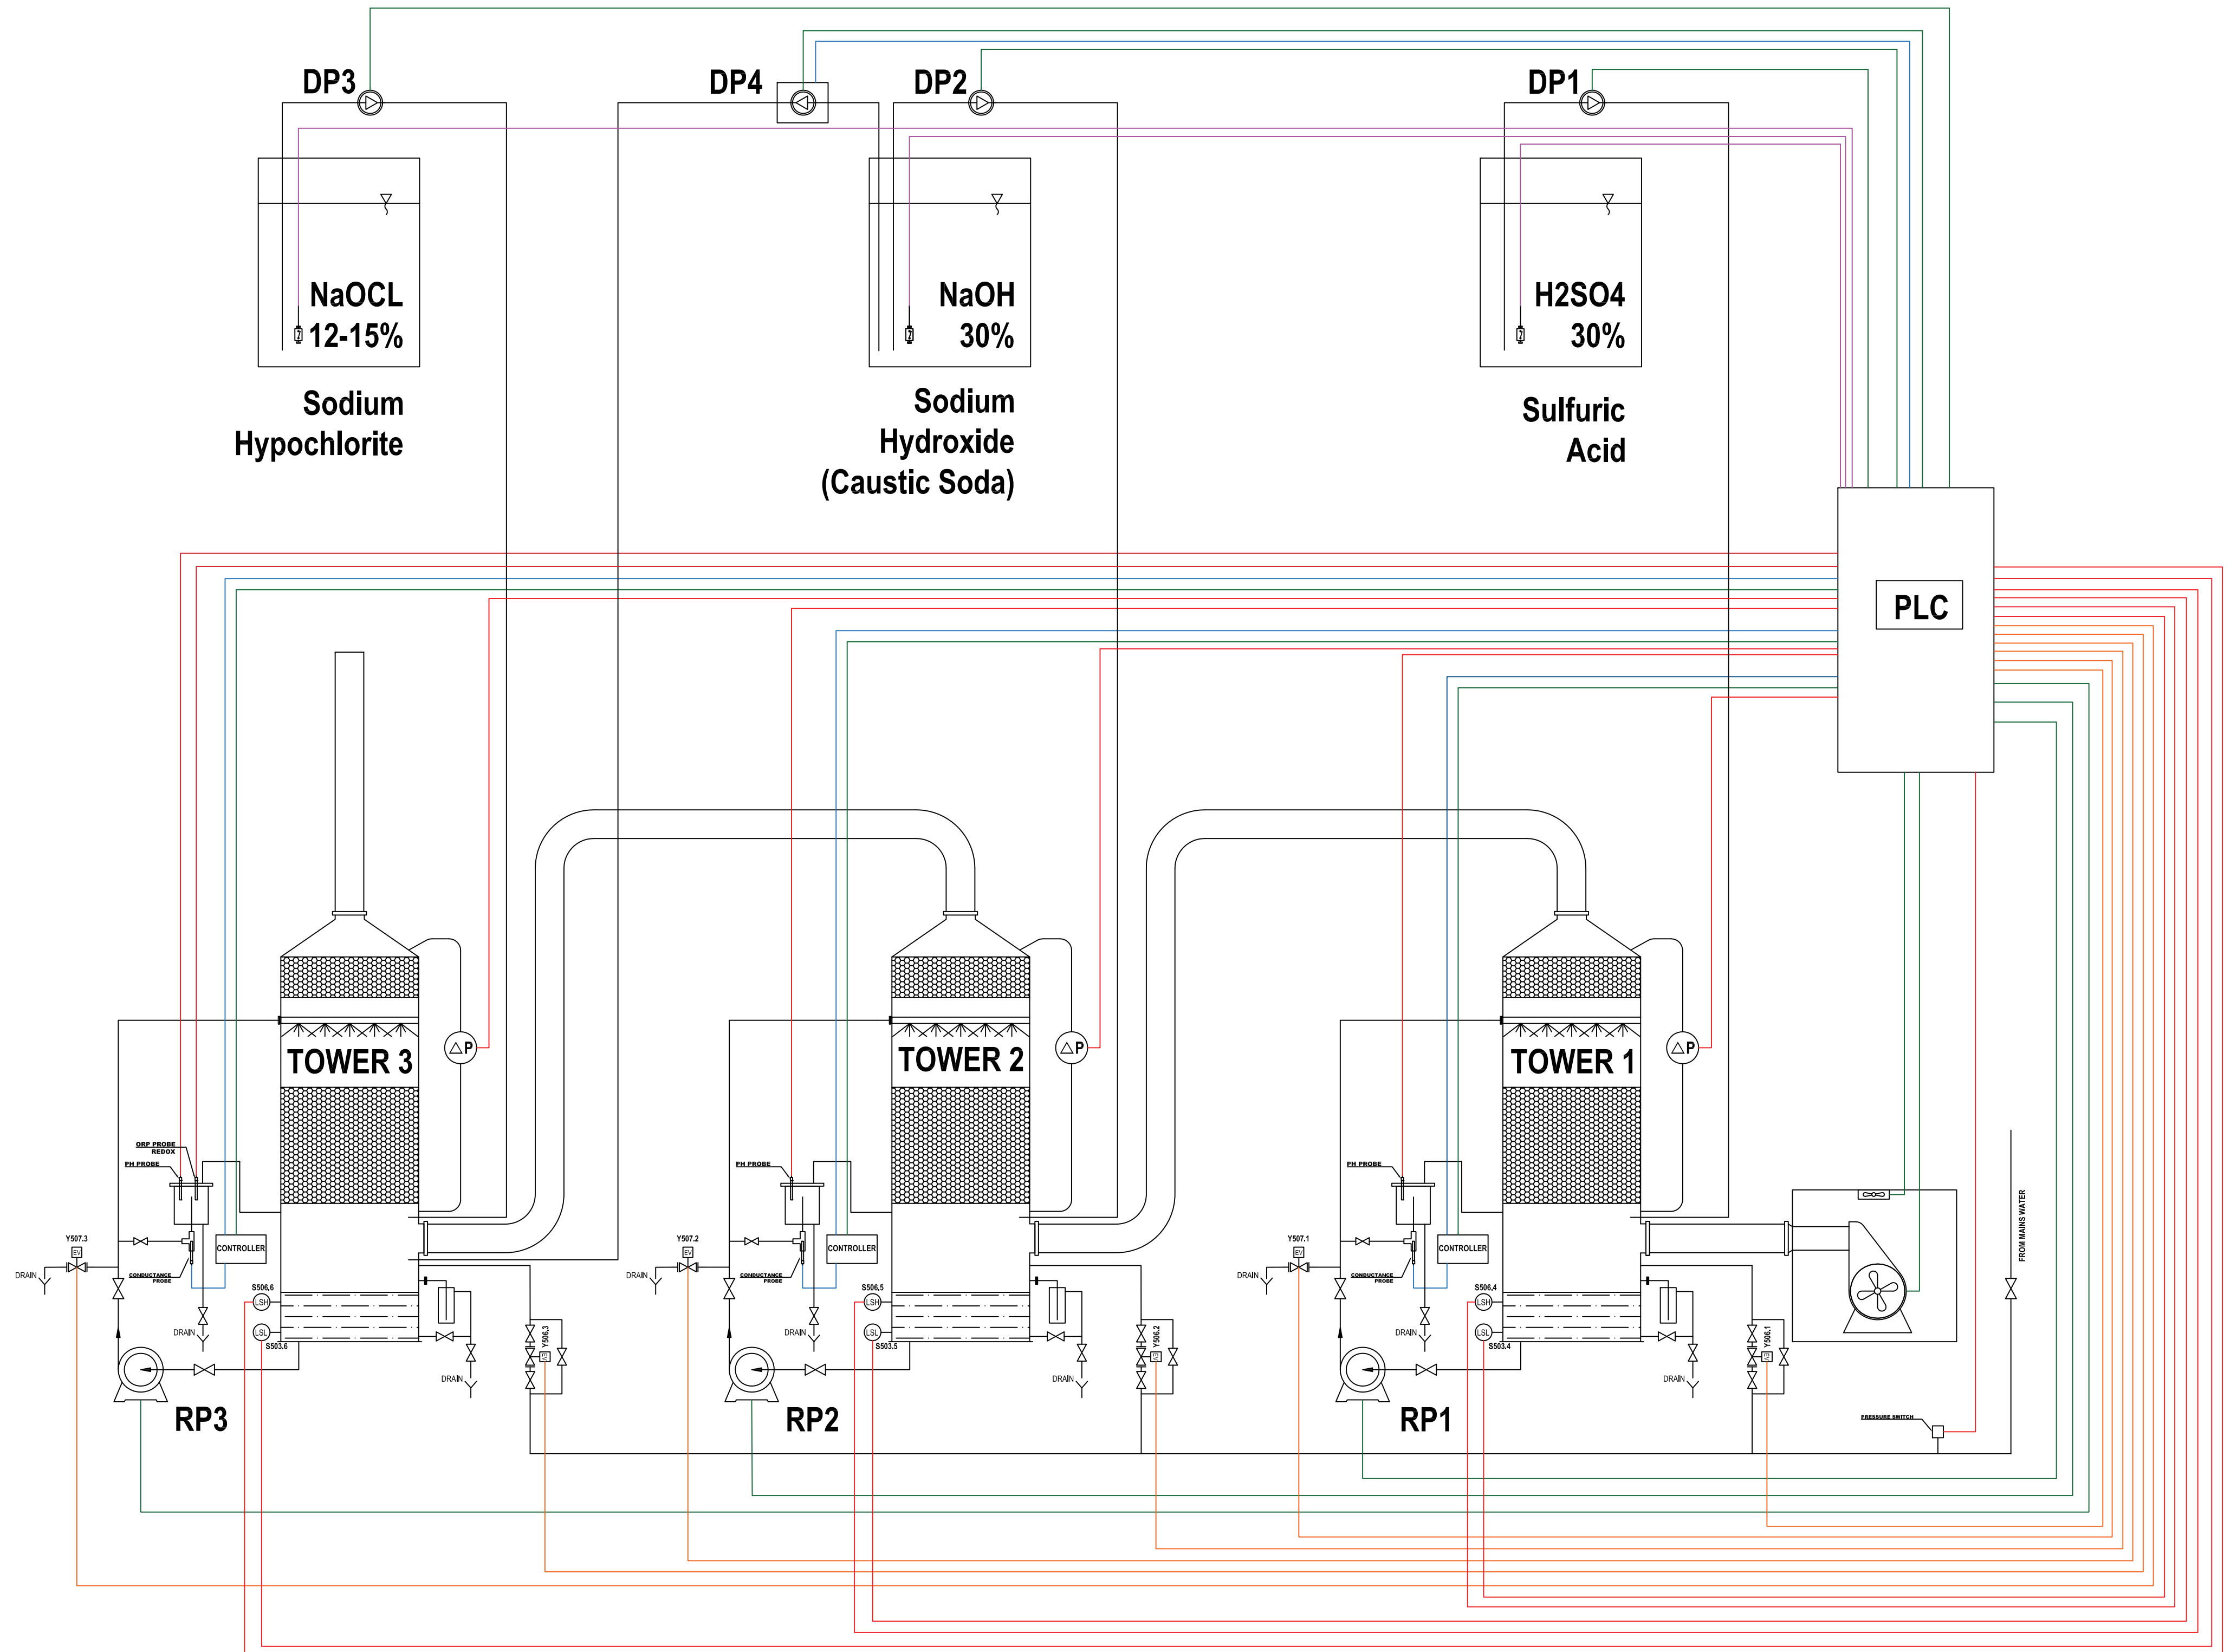 DP3
DP4
DP2
DP1
NaOCL
12-15%
NaOH
30%
H2SO4
30%
Sodium
Hypochlorite
Sodium
Hydroxide
(Caustic Soda)
Sulfuric
Acid
PLC
TOWER 3
△P
TOWER 2
△P
TOWER 1
△P
ORP PROBE
REDOX
PH PROBE
PH PROBE
PH PROBE
FROM MAINS WATER
Y507.3
EV
CONTROLLER
DRAIN
CONDUCTANCE
PROBE
Y507.2
EV
CONTROLLER
DRAIN
CONDUCTANCE
PROBE
Y507.1
EV
CONTROLLER
DRAIN
CONDUCTANCE
PROBE
S506,6
LSH
LSL
S503.6
DRAIN
Y506,3
EV
DRAIN
S506,5
LSH
LSL
S503.5
DRAIN
Y506.2
EV
DRAIN
S506,4
LSH
LSL
S503.4
DRAIN
Y506,1
EV
DRAIN
RP3
RP2
RP1
PRESSURE SWITCH